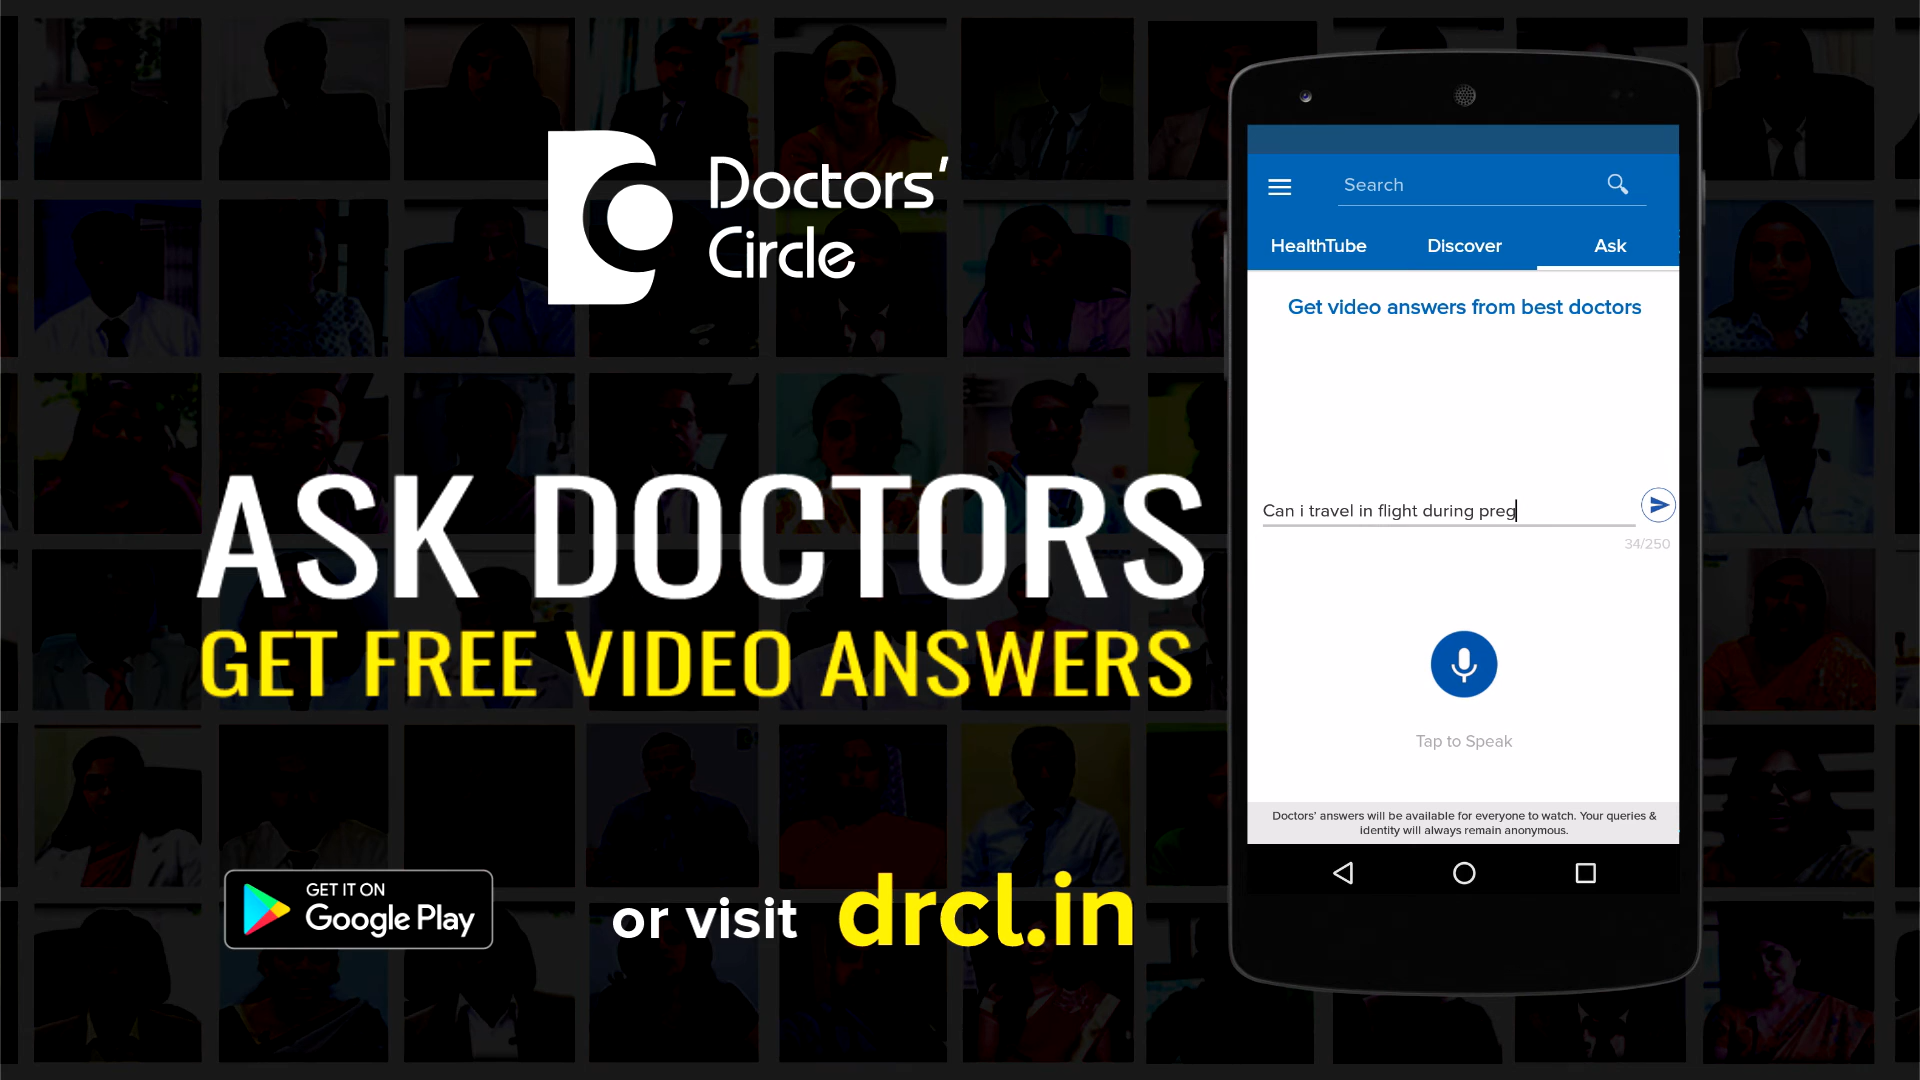 Doctors'
Circle
ASK DOCTORS
GET FREE VIDEO ANSWERS
GET IT ON
Google Play
or visit drcl.in
Search
HealthTube Discover Ask
Get video answers from best doctors
Can i travel in flight during preg
34/250
Tap to Speak
Doctors' answers will be available for everyone to watch. Your queries &
identity will always remain anonymous.